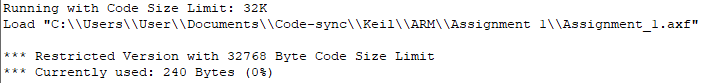 Running with Code Size Limit: 32K
Load "C:\\Users\\User\\Documents\\Code-sync\\Keil\\ARM\\Assignment 1\\Assignment_1.axf"
*** Restricted Version with 32768 Byte Code Size Limit
*** Currently used: 240 Bytes (0%)